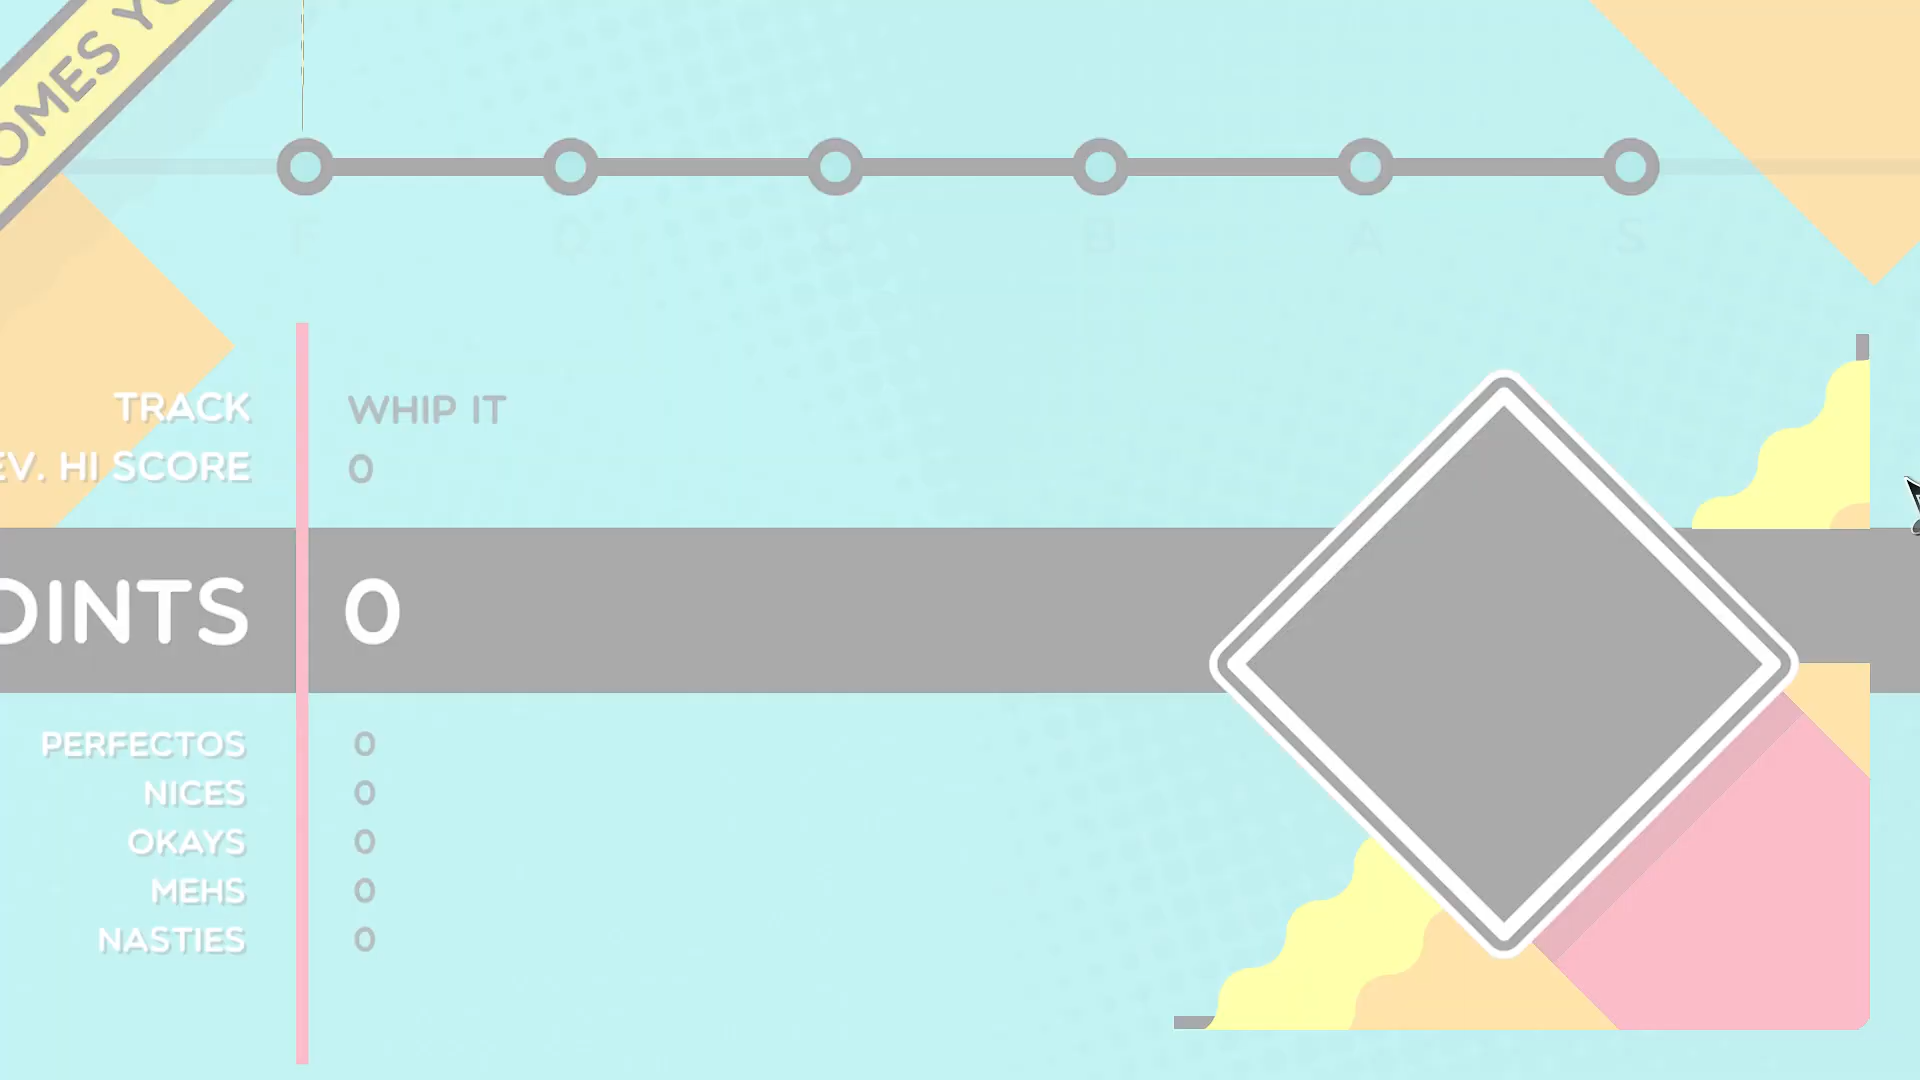 OMES YO
F D C B A S
TRACK WHIP IT
EV. HI SCORE 0
OINTS 0
PERFECTOS 0
NICES 0
OKAYS 0
MEHS 0
NASTIES 0